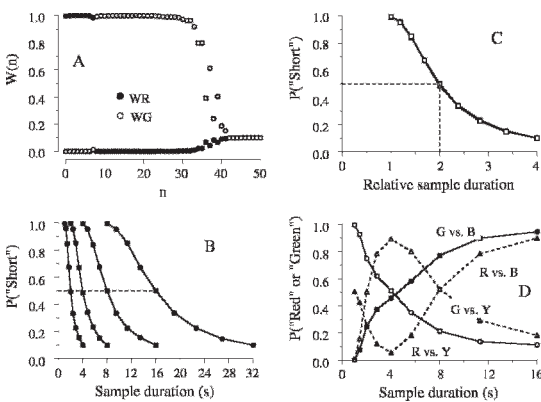 1.0
0.8
0.6
0.4
0.2
0.0
W(n)
A
WR
WG
0 10 20 30 40 50
n
1.0
0.8
0.6
0.4
0.2
0.0
P("Short")
C
0 1 2 3 4
Relative sample duration
1.0
0.8
0.6
0.4
0.2
0.0
P("Short")
B
0 4 8 12 16 20 24 28 32
Sample duration (s)
1.0
0.8
0.6
0.4
0.2
0.0
P("Red" or "Green")
G vs. B
R vs. B
D
G vs. Y
R vs. Y
0 4 8 12 16
Sample duration (s)